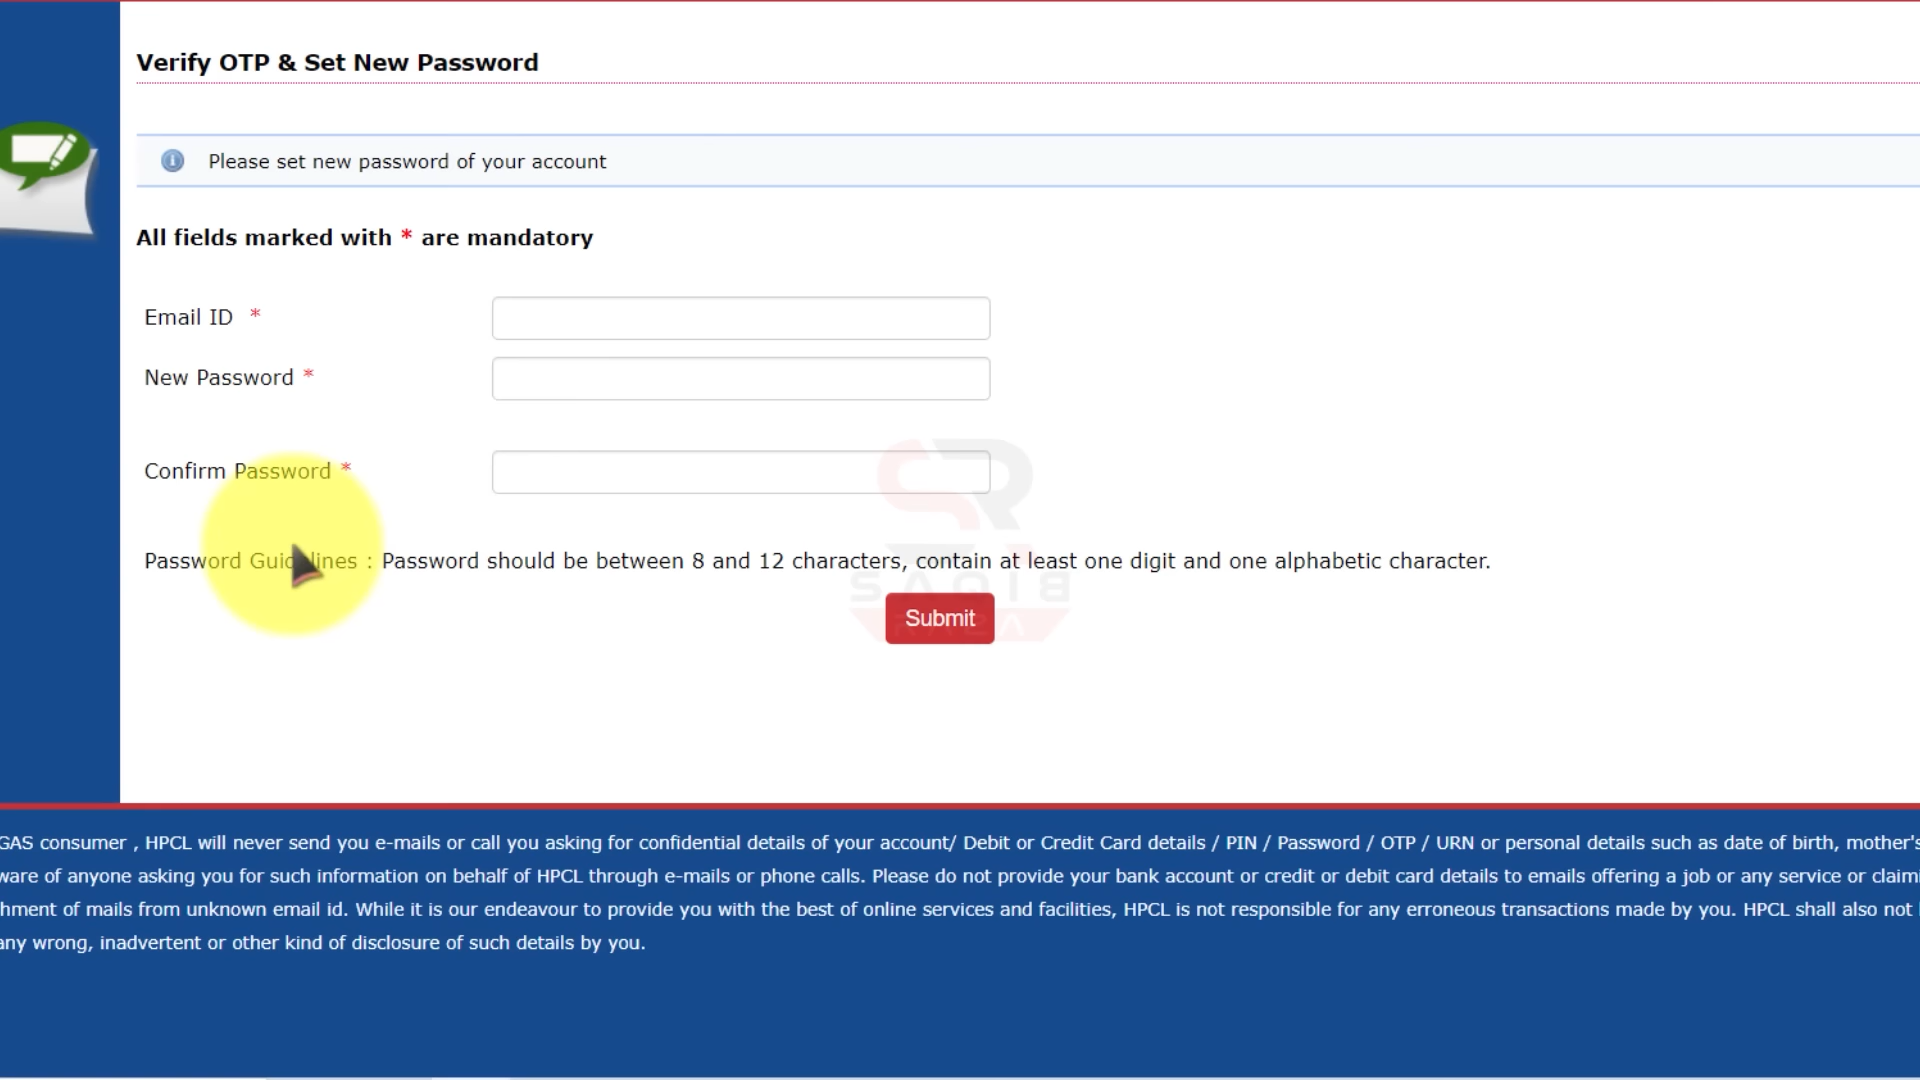 Verify OTP & Set New Password
Please set new password of your account
All fields marked with * are mandatory
Email ID *
New Password *
Confirm Password *
Password Guidelines : Password should be between 8 and 12 characters, contain at least one digit and one alphabetic character.
SR
SAQIB
RAZA
Submit
GAS consumer , HPCL will never send you e-mails or call you asking for confidential details of your account/ Debit or Credit Card details / PIN / Password / OTP / URN or personal details such as date of birth, mother's
ware of anyone asking you for such information on behalf of HPCL through e-mails or phone calls. Please do not provide your bank account or credit or debit card details to emails offering a job or any service or claimi
hment of mails from unknown email id. While it is our endeavour to provide you with the best of online services and facilities, HPCL is not responsible for any erroneous transactions made by you. HPCL shall also not
any wrong, inadvertent or other kind of disclosure of such details by you.